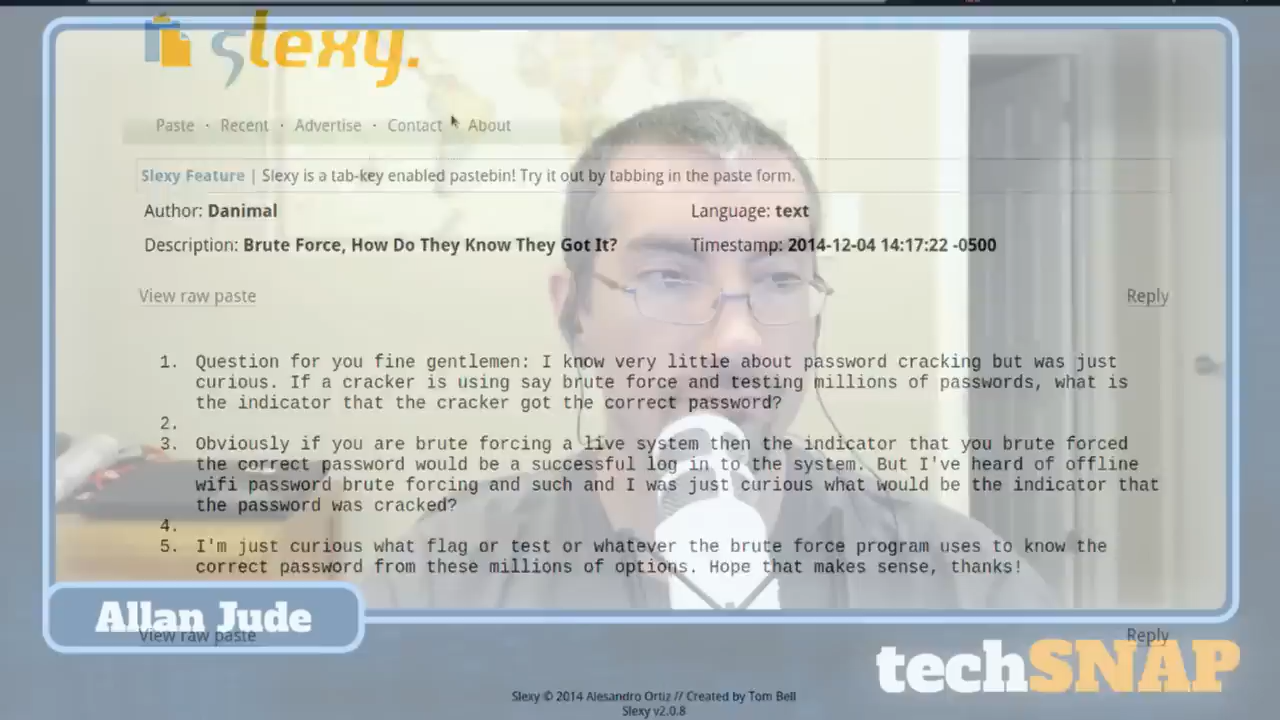 slexy.
Paste · Recent · Advertise · Contact · About
Slexy Feature | Slexy is a tab-key enabled pastebin! Try it out by tabbing in the paste form.
Author: Danimal Language: text
Description: Brute Force, How Do They Know They Got It? Timestamp: 2014-12-04 14:17:22 -0500
View raw paste Reply
1. Question for you fine gentlemen: I know very little about password cracking but was just
curious. If a cracker is using say brute force and testing millions of passwords, what is
the indicator that the cracker got the correct password?
2.
3. Obviously if you are brute forcing a live system then the indicator that you brute forced
the correct password would be a successful log in to the system. But I've heard of offline
wifi password brute forcing and such and I was just curious what would be the indicator that
the password was cracked?
4.
5. I'm just curious what flag or test or whatever the brute force program uses to know the
correct password from these millions of options. Hope that makes sense, thanks!
Allan Jude
View raw paste Reply
techSNAP
Slexy © 2014 Alesandro Ortiz // Created by Tom Bell
Slexy v2.0.8